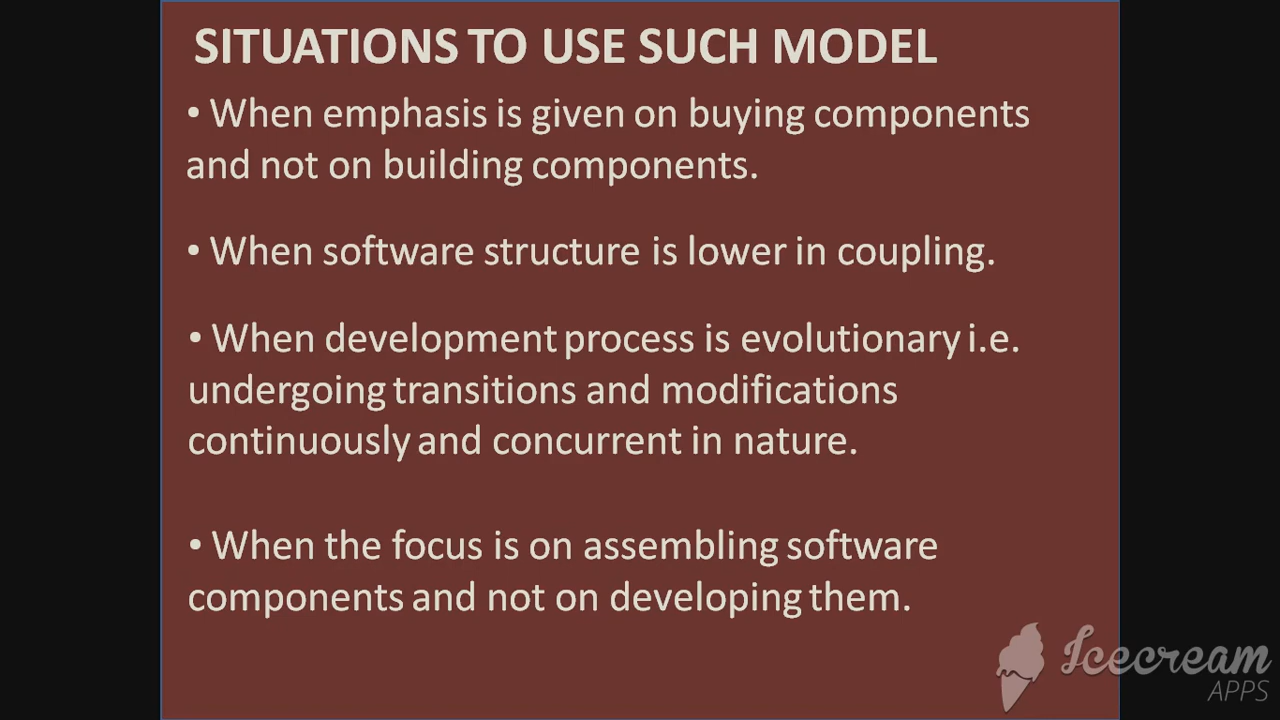 SITUATIONS TO USE SUCH MODEL
• When emphasis is given on buying components
and not on building components.
• When software structure is lower in coupling.
• When development process is evolutionary i.e.
undergoing transitions and modifications
continuously and concurrent in nature.
• When the focus is on assembling software
components and not on developing them.
Icecream
APPS